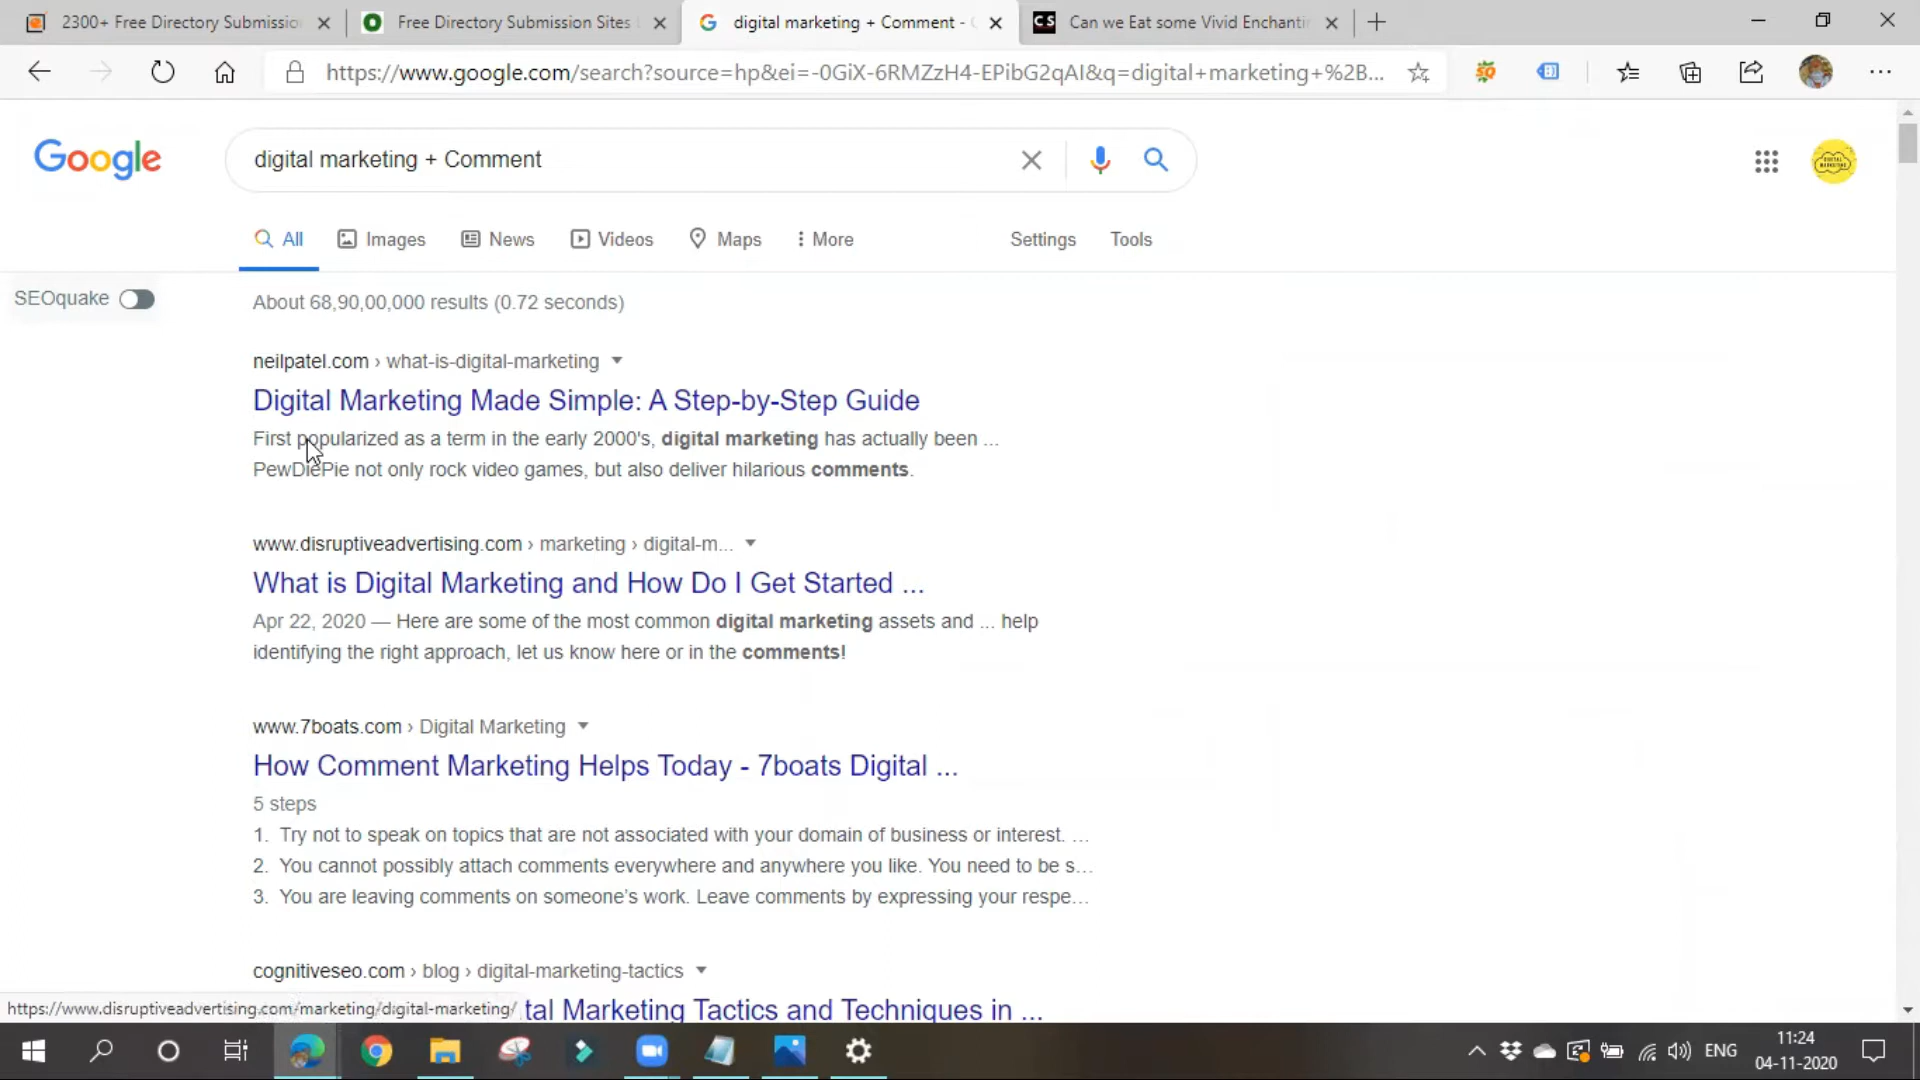 2300+ Free Directory Submission
Free Directory Submission Sites
digital marketing + Comment -
CS
Can we Eat some Vivid Enchanti
https://www.google.com/search?source=hp&ei=-0GiX-6RMZzH4-EPibG2qAI&q=digital+marketing+%2B...
Google
digital marketing + Comment
DIGITAL MARKETING
All
Images
News
Videos
Maps
More
Settings
Tools
SEOquake
About 68,90,00,000 results (0.72 seconds)
neilpatel.com › what-is-digital-marketing
Digital Marketing Made Simple: A Step-by-Step Guide
First popularized as a term in the early 2000's, digital marketing has actually been ...
PewDiePie not only rock video games, but also deliver hilarious comments.
www.disruptiveadvertising.com › marketing › digital-m...
What is Digital Marketing and How Do I Get Started ...
Apr 22, 2020 — Here are some of the most common digital marketing assets and ... help
identifying the right approach, let us know here or in the comments!
www.7boats.com › Digital Marketing
How Comment Marketing Helps Today - 7boats Digital ...
5 steps
1. Try not to speak on topics that are not associated with your domain of business or interest. ...
2. You cannot possibly attach comments everywhere and anywhere you like. You need to be s...
3. You are leaving comments on someone's work. Leave comments by expressing your respe...
cognitiveseo.com › blog › digital-marketing-tactics
https://www.disruptiveadvertising.com/marketing/digital-marketing/
tal Marketing Tactics and Techniques in ...
ENG
11:24
04-11-2020